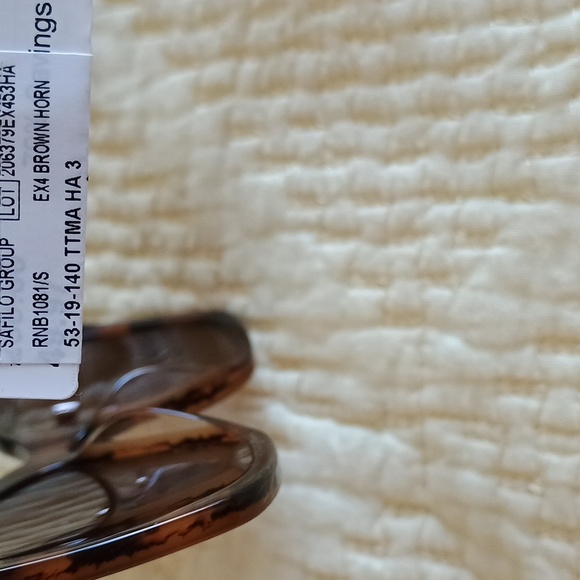 ings
SAFILO GROUP LOT 206379EX453HA
RNB1081/S EX4 BROWN HORN
53-19-140 TTMA HA 3